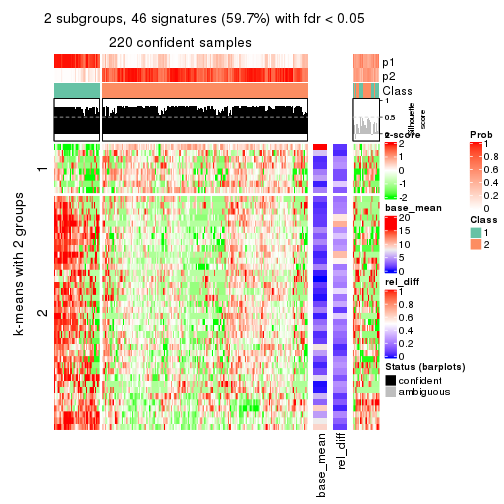 2 subgroups, 46 signatures (59.7%) with fdr < 0.05
220 confident samples
p1
p2
Class
1
0.5
0
Silhouette
score
k-means with 2 groups
1
2
base_mean
rel_diff
z-score
2
1
0
-1
-2
base_mean
20
15
10
5
0
rel_diff
1
0.8
0.6
0.4
0.2
0
Status (barplots)
confident
ambiguous
Prob
1
0.8
0.6
0.4
0.2
0
Class
1
2